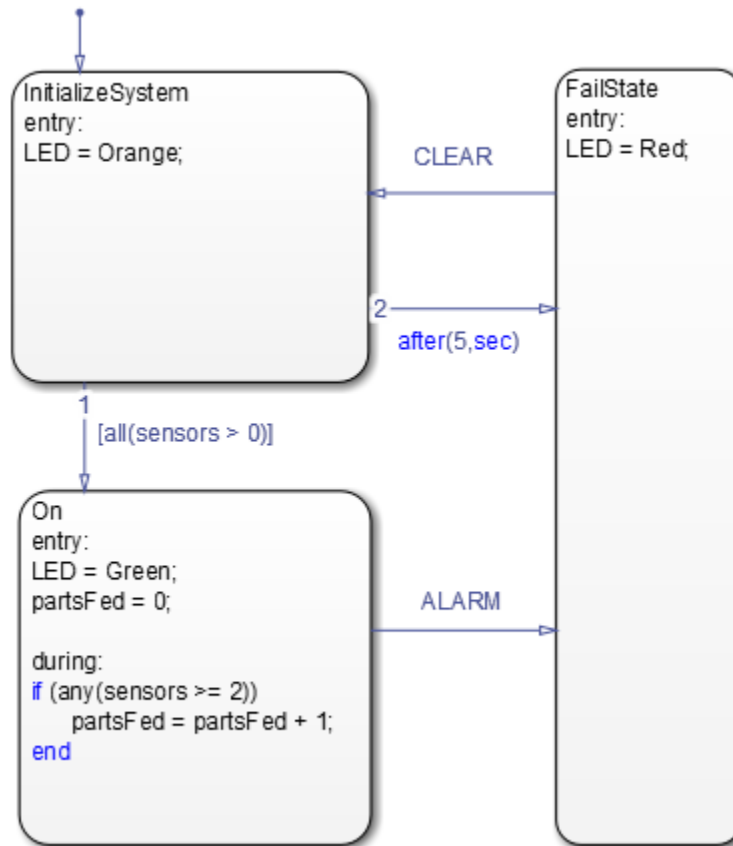 InitializeSystem
entry:
LED = Orange;
FailState
entry:
LED = Red;
CLEAR
2
after(5,sec)
1
[all(sensors > 0)]
On
entry:
LED = Green;
partsFed = 0;
during:
if (any(sensors >= 2))
partsFed = partsFed + 1;
end
ALARM